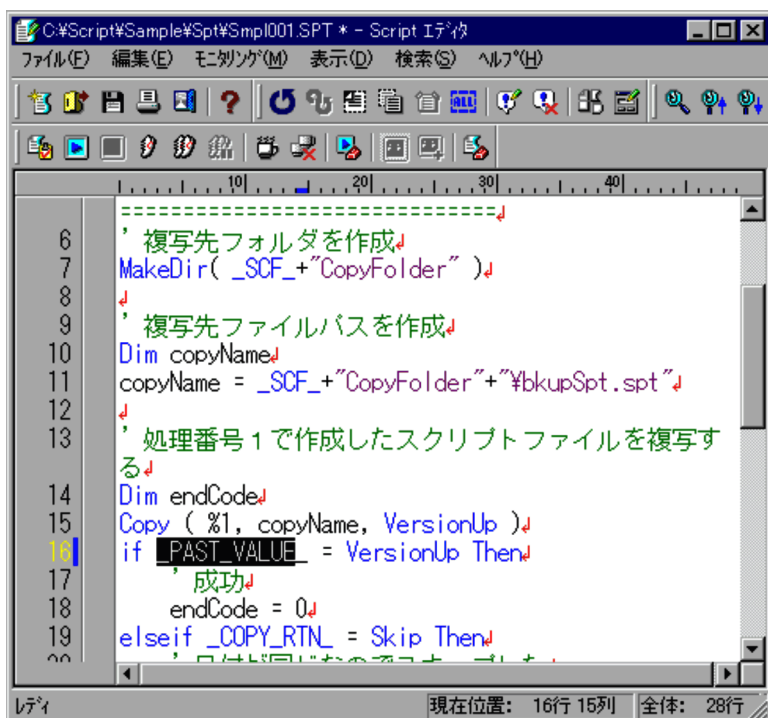 C:¥Script¥Sample¥Spt¥Smpl001.SPT * - Script ｴﾃﾞｨﾀ
ﾌｧｲﾙ(F) 編集(E) ﾓﾆﾀﾘﾝｸﾞ(M) 表示(D) 検索(S) ﾍﾙﾌﾟ(H)
ALL
10 20 30 40
==============================
6 ' 複写先フォルダを作成
7 MakeDir( _SCF_+"CopyFolder" )
8
9 ' 複写先ファイルパスを作成
10 Dim copyName
11 copyName = _SCF_+"CopyFolder"+"¥bkupSpt.spt"
12
13 ' 処理番号１で作成したスクリプトファイルを複写す
る
14 Dim endCode
15 Copy ( %1, copyName, VersionUp )
16 if _PAST_VALUE_ = VersionUp Then
17 ' 成功
18 endCode = 0
19 elseif _COPY_RTN_ = Skip Then
ﾚﾃﾞｨ 現在位置: 16行 15列 全体: 28行